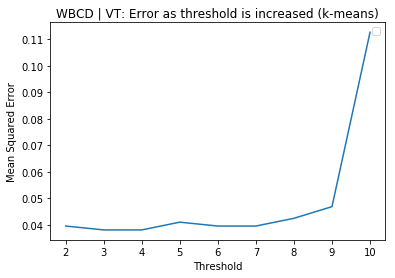 WBCD | VT: Error as threshold is increased (k-means)
0.11
0.10
0.09
0.08
0.07
0.06
0.05
0.04
Mean Squared Error
2 3 4 5 6 7 8 9 10
Threshold